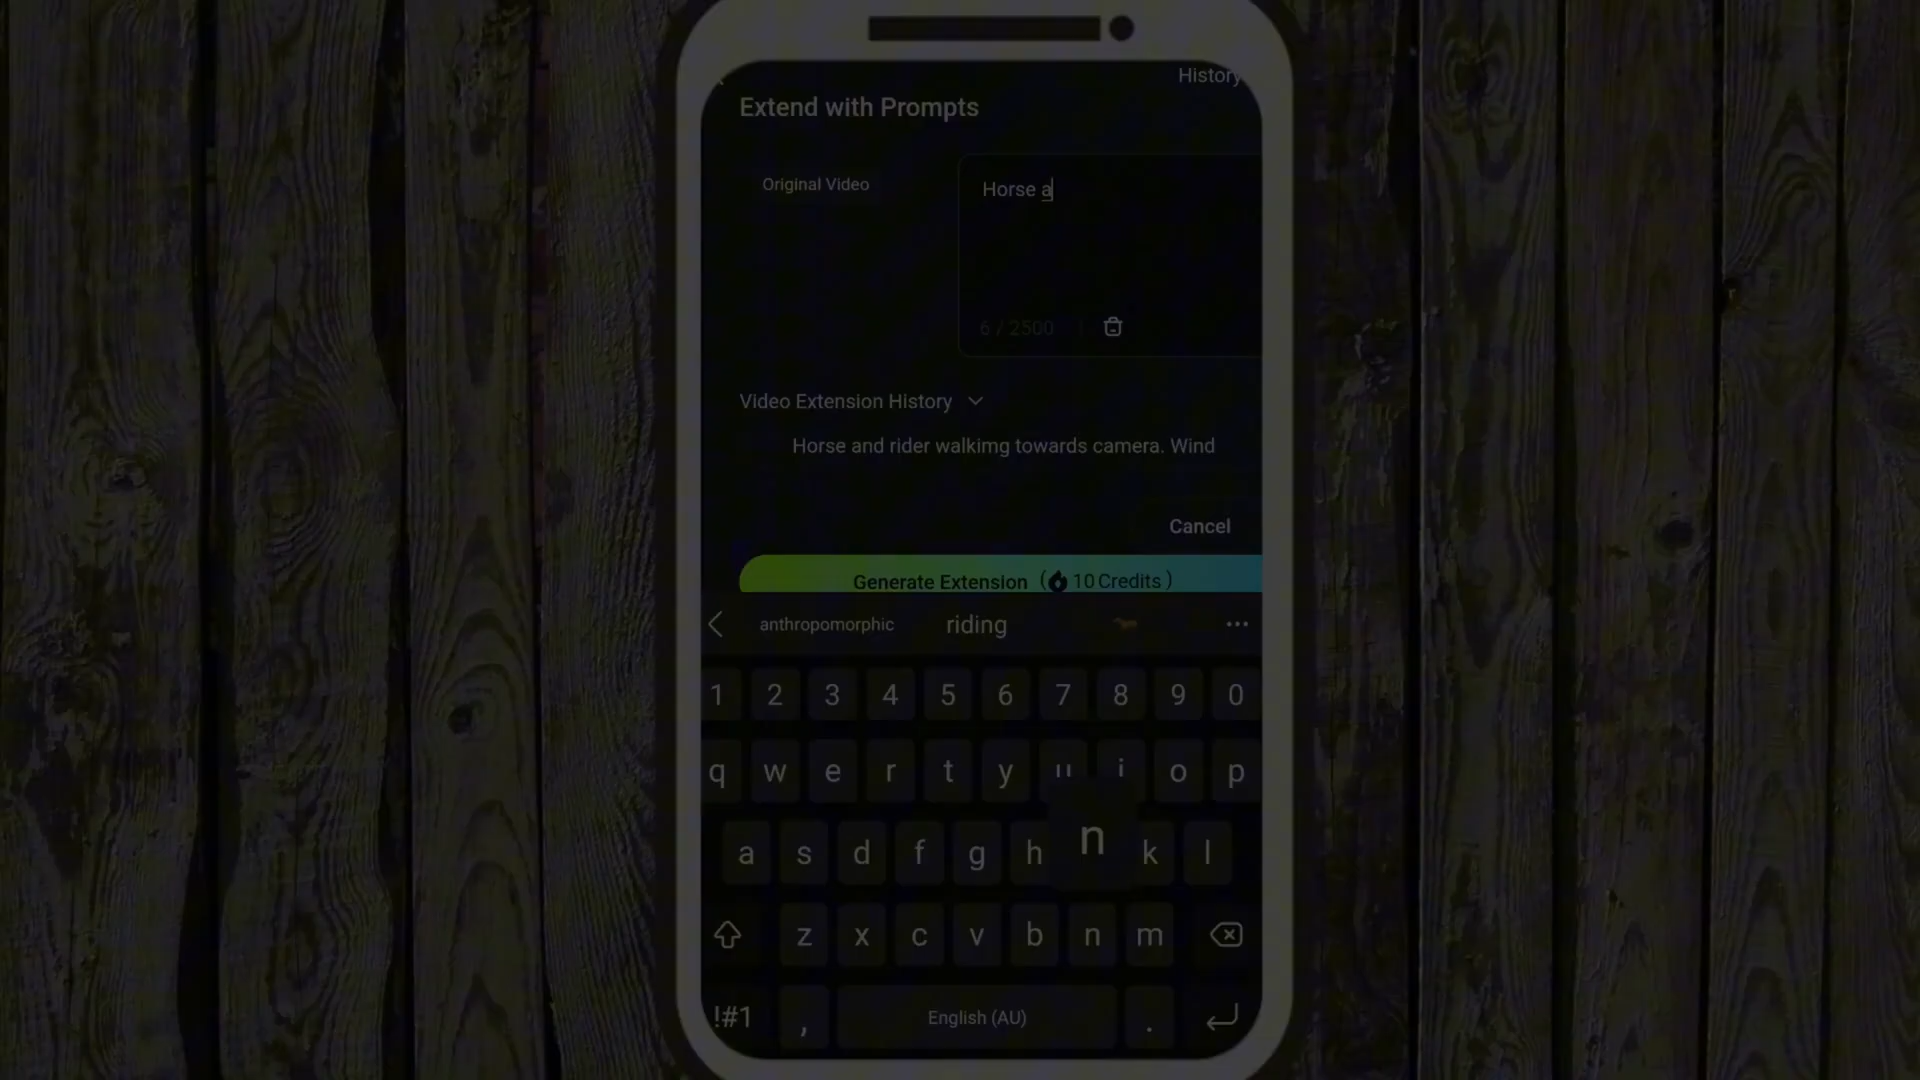 History
Extend with Prompts
Original Video
Horse a
6 / 2500
Video Extension History
Horse and rider walkimg towards camera. Wind
Cancel
Generate Extension ( 10 Credits )
anthropomorphic riding ...
1 2 3 4 5 6 7 8 9 0
q w e r t y u i o p
a s d f g h n k l
z x c v b n m
!#1 , English (AU) .